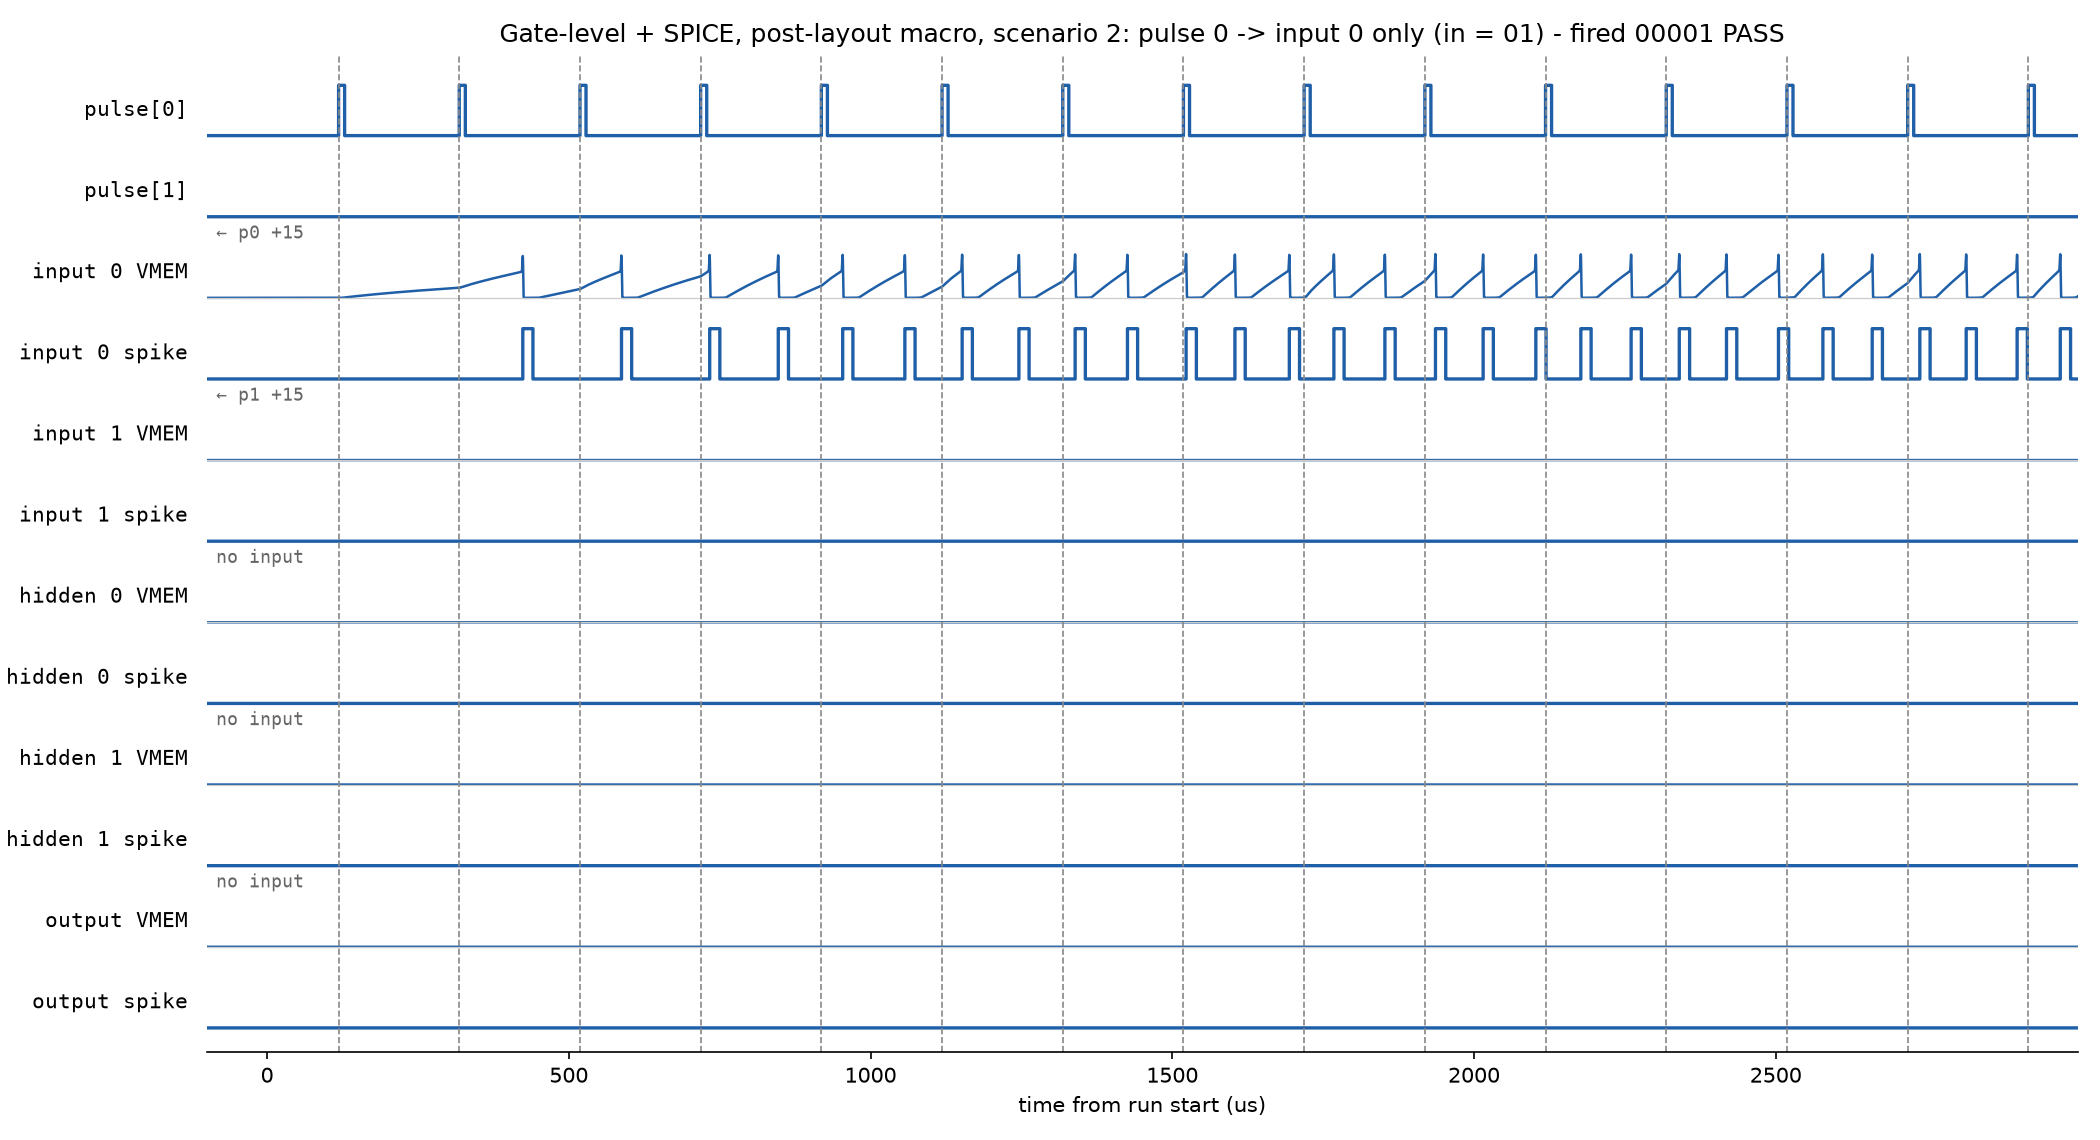 Gate-level + SPICE, post-layout macro, scenario 2: pulse 0 -> input 0 only (in = 01) - fired 00001 PASS
pulse[0]
pulse[1]
← p0 +15
input 0 VMEM
input 0 spike
← p1 +15
input 1 VMEM
input 1 spike
no input
hidden 0 VMEM
hidden 0 spike
no input
hidden 1 VMEM
hidden 1 spike
no input
output VMEM
output spike
0 500 1000 1500 2000 2500
time from run start (us)